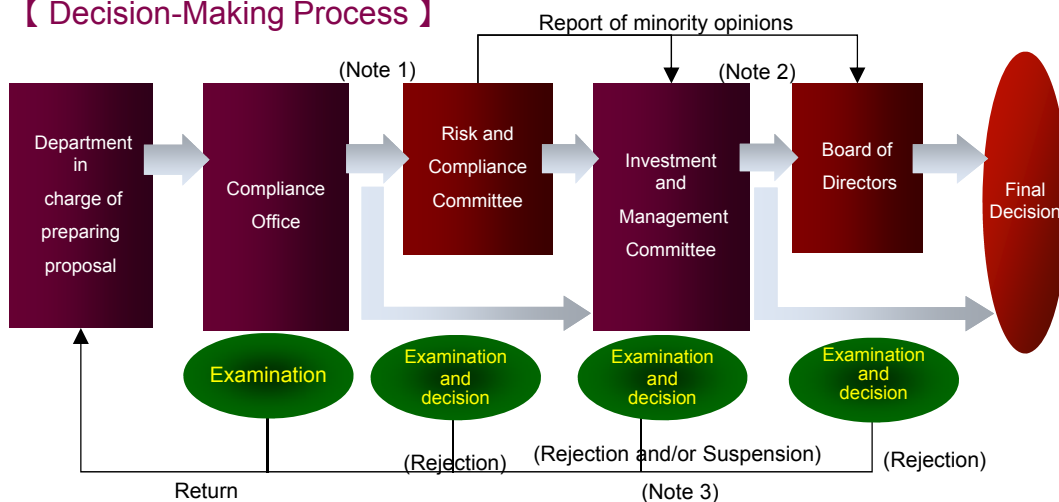 【 Decision-Making Process 】
Report of minority opinions
(Note 1)
(Note 2)
Department
in
charge of
preparing
proposal
Compliance
Office
Risk and
Compliance
Committee
Investment
and
Management
Committee
Board of
Directors
Final
Decision
Examination
Examination
and
decision
Examination
and
decision
Examination
and
decision
(Rejection)
(Rejection and/or Suspension)
(Rejection)
Return
(Note 3)